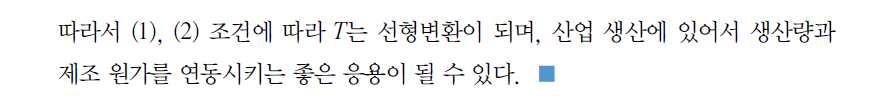 따라서 (1), (2) 조건에 따라 T는 선형변환이 되며, 산업 생산에 있어서 생산량과
제조 원가를 연동시키는 좋은 응용이 될 수 있다. ■